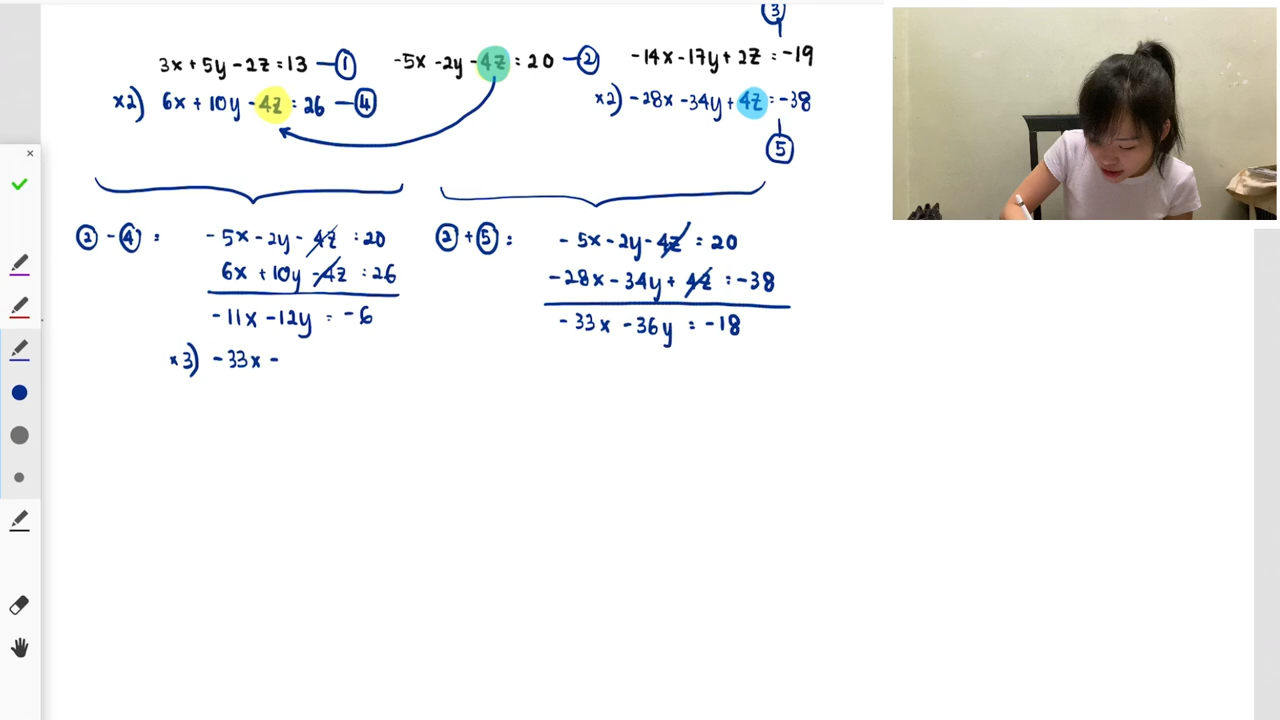 ③
3x + 5y - 2z = 13 — ①
-5x - 2y - 4z = 20 — ②
-14x - 17y + 2z = -19
×2) 6x + 10y - 4z = 26 — ④
×2) -28x - 34y + 4z = -38
⑤
② - ④ :
-5x - 2y - 4z = 20
6x + 10y - 4z = 26
-11x - 12y = -6
×3) -33x -
② + ⑤ :
-5x - 2y - 4z = 20
-28x - 34y + 4z = -38
-33x - 36y = -18